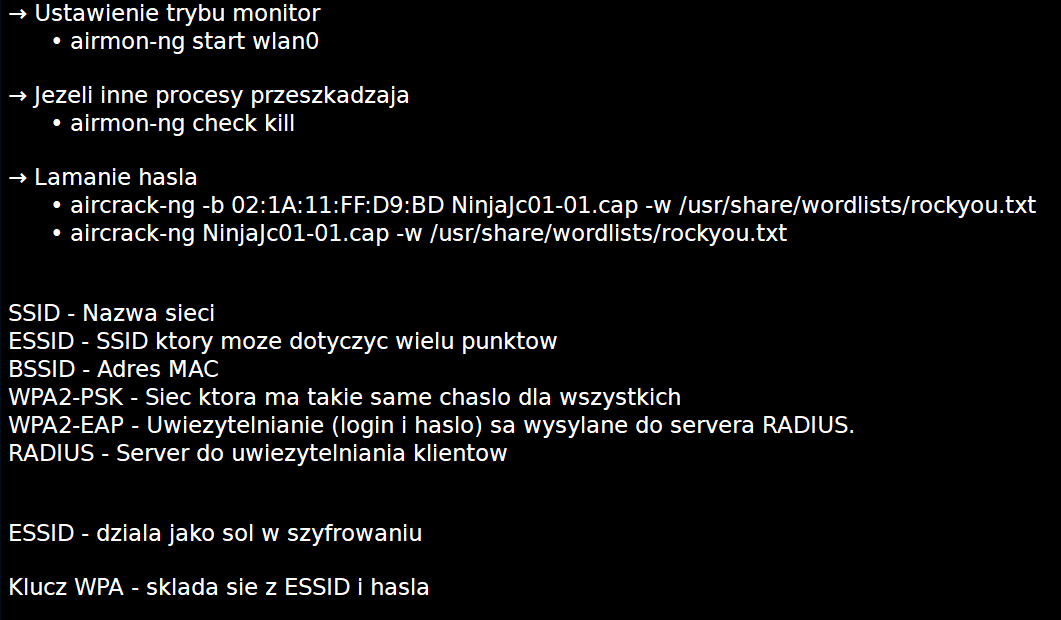 → Ustawienie trybu monitor
• airmon-ng start wlan0
→ Jezeli inne procesy przeszkadzaja
• airmon-ng check kill
→ Lamanie hasla
• aircrack-ng -b 02:1A:11:FF:D9:BD NinjaJc01-01.cap -w /usr/share/wordlists/rockyou.txt
• aircrack-ng NinjaJc01-01.cap -w /usr/share/wordlists/rockyou.txt
SSID - Nazwa sieci
ESSID - SSID ktory moze dotyczyc wielu punktow
BSSID - Adres MAC
WPA2-PSK - Siec ktora ma takie same chaslo dla wszystkich
WPA2-EAP - Uwiezytelnianie (login i haslo) sa wysylane do servera RADIUS.
RADIUS - Server do uwiezytelniania klientow
ESSID - dziala jako sol w szyfrowaniu
Klucz WPA - sklada sie z ESSID i hasla